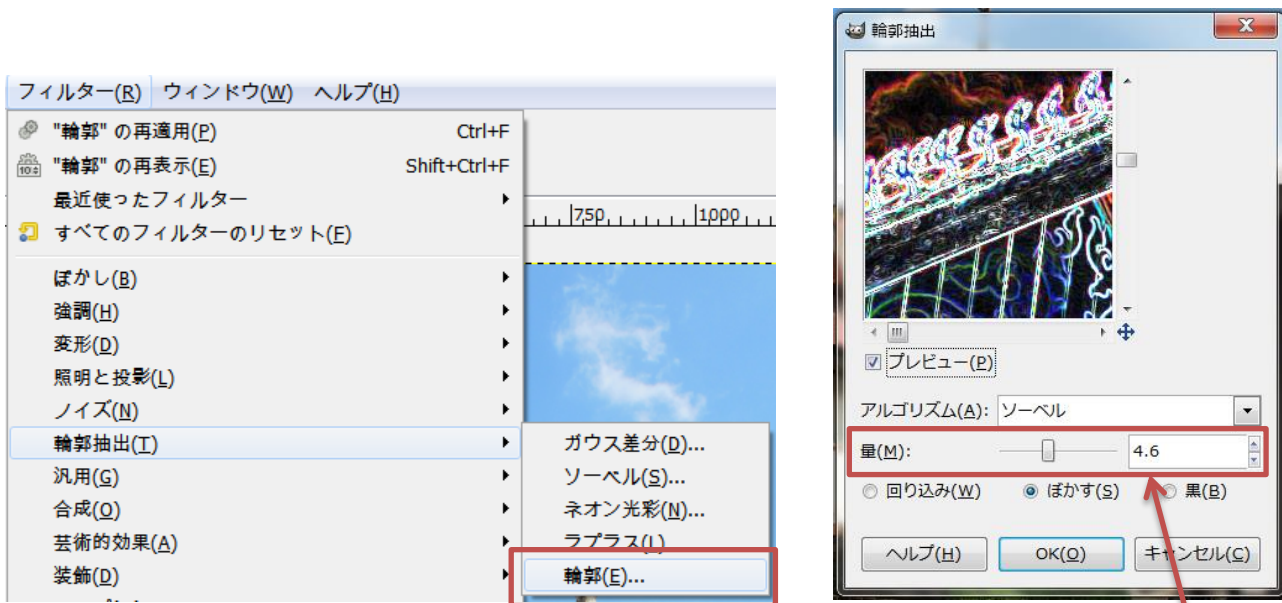 フィルター(R) ウィンドウ(W) ヘルプ(H)
"輪郭" の再適用(P) Ctrl+F
"輪郭" の再表示(E) Shift+Ctrl+F
最近使ったフィルター
すべてのフィルターのリセット(F)
ぼかし(B)
強調(H)
変形(D)
照明と投影(L)
ノイズ(N)
輪郭抽出(T)
汎用(G)
合成(O)
芸術的効果(A)
装飾(D)
750 1000
ガウス差分(D)...
ソーベル(S)...
ネオン光彩(N)...
ラプラス(L)
輪郭(E)...
輪郭抽出
プレビュー(P)
アルゴリズム(A): ソーベル
量(M): 4.6
回り込み(W) ぼかす(S) 黒(B)
ヘルプ(H) OK(O) キャンセル(C)